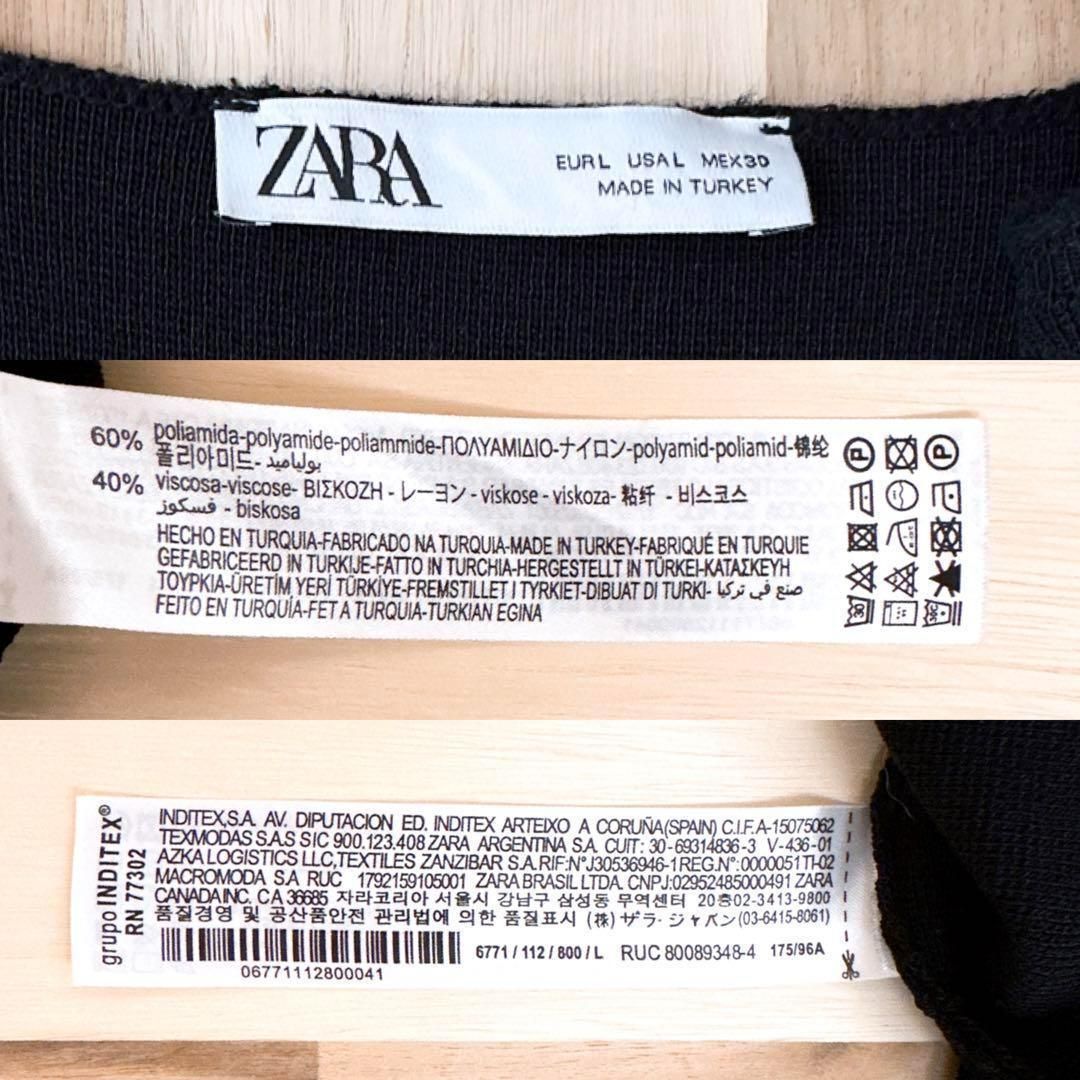 ZARA
EUR L USA L MEX 30
MADE IN TURKEY
60% poliamida-polyamide-poliammide-ΠΟΛΥΑΜΙΔΙΟ-ナイロン-polyamid-poliamid-锦纶
폴리아미드- بولياميد
40% viscosa-viscose- ΒΙΣΚΟΖΗ - レーヨン - viskose - viskoza- 粘纤 - 비스코스
فسكوز - biskosa
HECHO EN TURQUIA-FABRICADO NA TURQUIA-MADE IN TURKEY-FABRIQUÉ EN TURQUIE
GEFABRICEERD IN TURKIJE-FATTO IN TURCHIA-HERGESTELLT IN TÜRKEI-ΚΑΤΑΣΚΕΥΗ
ΤΟΥΡΚΙΑ-ÜRETİM YERİ TÜRKİYE-FREMSTILLET I TYRKIET-DIBUAT DI TURKI- صنع في تركيا
FEITO EN TURQUÍA-FET A TURQUIA-TURKIAN EGINA
grupo INDITEX®
RN 77302
INDITEX,S.A. AV. DIPUTACION ED. INDITEX ARTEIXO A CORUÑA(SPAIN) C.I.F.A-15075062
TEXMODAS S.A.S SIC 900.123.408 ZARA ARGENTINA S.A. CUIT: 30-69314836-3 V-436-01
AZKA LOGISTICS LLC,TEXTILES ZANZIBAR S.A.RIF:NºJ30536946-1 REG.Nº:0000051TI-02
MACROMODA S.A RUC 1792159105001 ZARA BRASIL LTDA. CNPJ:02952485000491 ZARA
CANADA INC. CA 36685 자라코리아 서울시 강남구 삼성동 무역센터 20층 02-3413-9800
품질경영 및 공산품안전 관리법에 의한 품질표시 (株) ザラ・ジャパン (03-6415-8061)
6771 / 112 / 800 / L RUC 80089348-4 175/96A
06771112800041